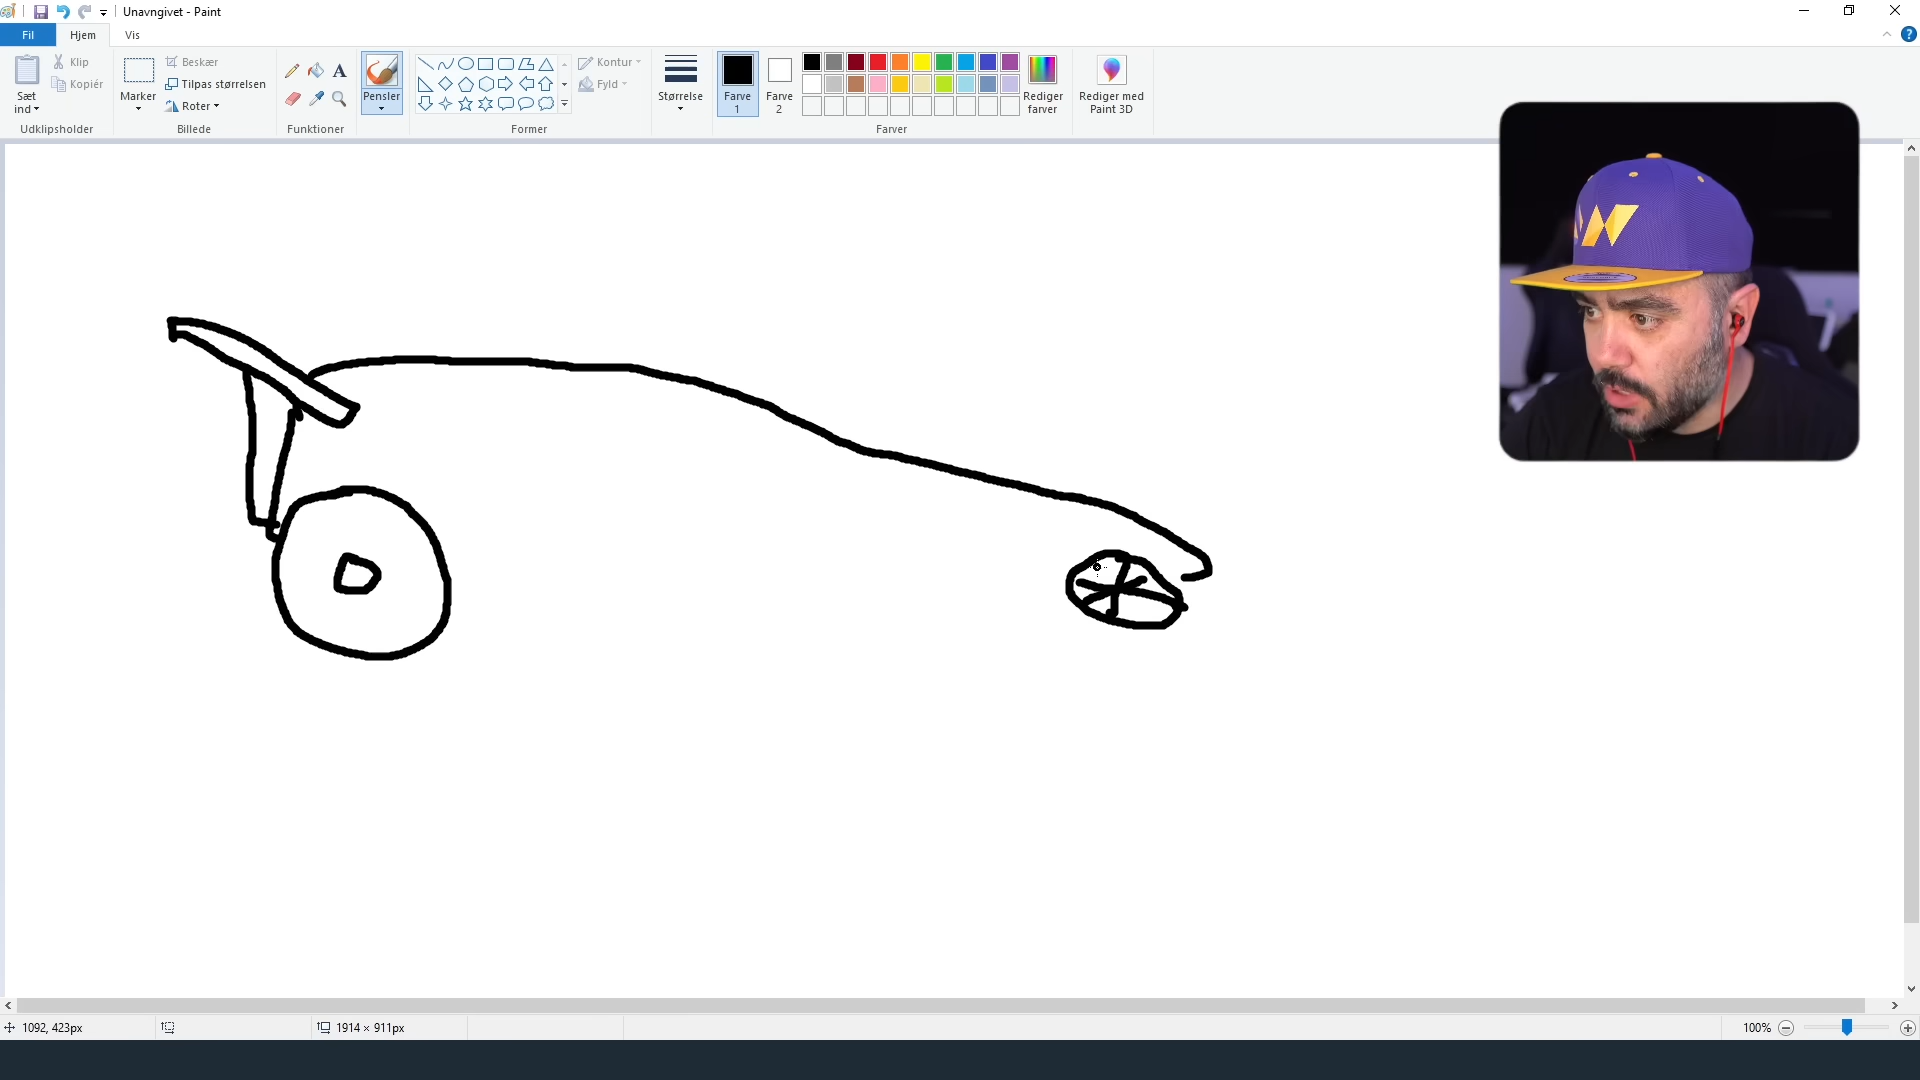 Unavngivet - Paint
Fil Hjem Vis
Sæt ind
Klip
Kopiér
Udklipsholder
Marker
Beskær
Tilpas størrelsen
Roter
Billede
A
Funktioner
Pensler
Former
Kontur
Fyld
Størrelse
Farve 1
Farve 2
Farver
Rediger farver
Rediger med Paint 3D
1092, 423px
1914 × 911px
100%